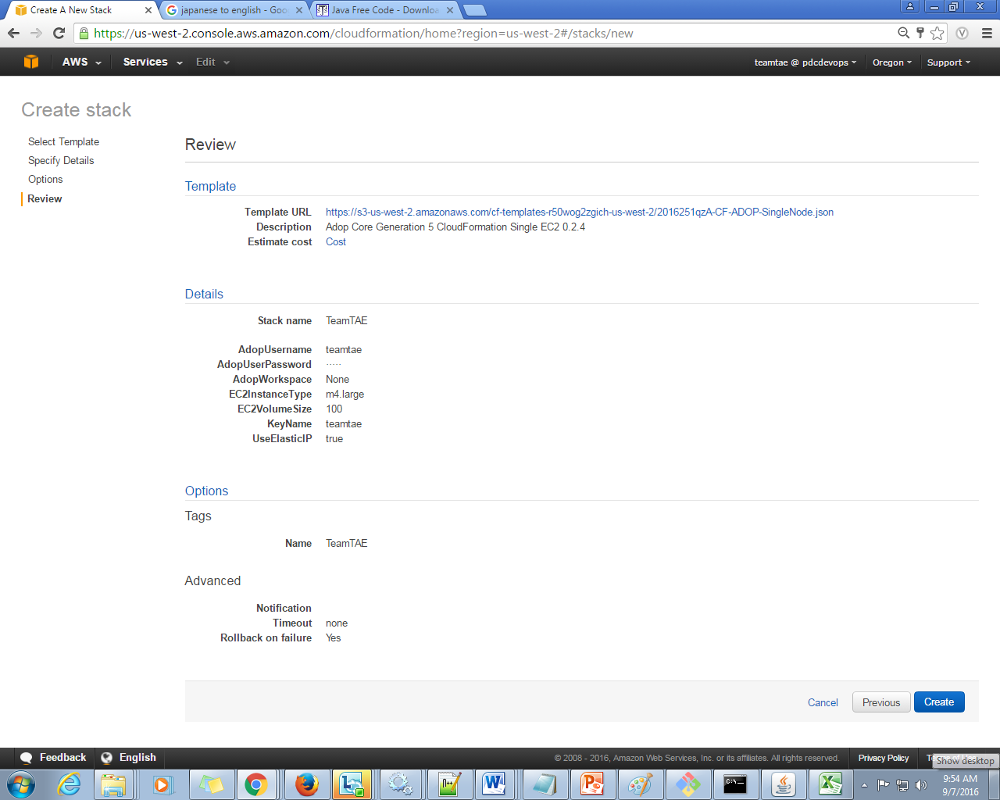 Create A New Stack
japanese to english - Goo
Java Free Code - Downloa
https://us-west-2.console.aws.amazon.com/cloudformation/home?region=us-west-2#/stacks/new
AWS Services Edit teamtae @ pdcdevops Oregon Support
Create stack
Select Template
Specify Details
Options
Review
Review
Template
Template URL https://s3-us-west-2.amazonaws.com/cf-templates-r50wog2zgich-us-west-2/2016251qzA-CF-ADOP-SingleNode.json
Description Adop Core Generation 5 CloudFormation Single EC2 0.2.4
Estimate cost Cost
Details
Stack name TeamTAE
AdopUsername teamtae
AdopUserPassword ·····
AdopWorkspace None
EC2InstanceType m4.large
EC2VolumeSize 100
KeyName teamtae
UseElasticIP true
Options
Tags
Name TeamTAE
Advanced
Notification
Timeout none
Rollback on failure Yes
Cancel Previous Create
Feedback English © 2008 - 2016, Amazon Web Services, Inc. or its affiliates. All rights reserved. Privacy Policy
Show desktop
9:54 AM
9/7/2016